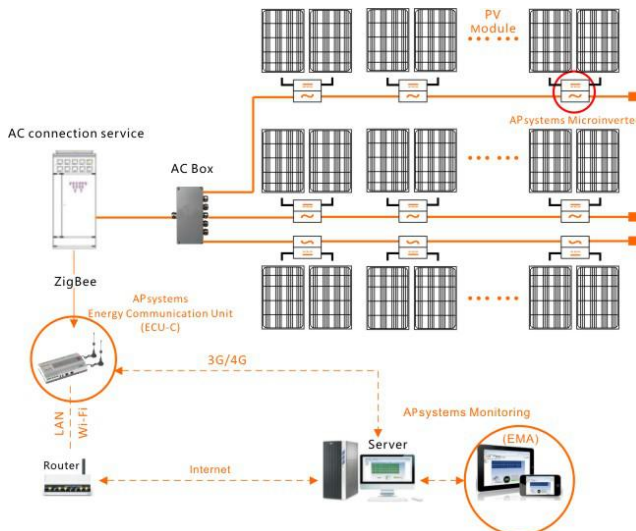 PV
Module
APsystems Microinverte
AC connection service
AC Box
ZigBee
APsystems
Energy Communication Unit
(ECU-C)
3G/4G
LAN
Wi-Fi
APsystems Monitoring
(EMA)
Server
Router
Internet